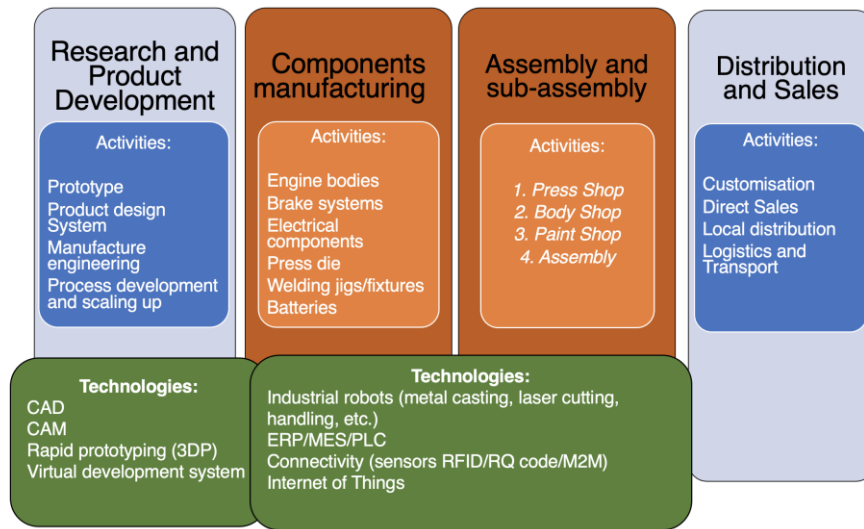 Research and
Product
Development
Activities:
Prototype
Product design
System
Manufacture
engineering
Process development
and scaling up
Components
manufacturing
Activities:
Engine bodies
Brake systems
Electrical
components
Press die
Welding jigs/fixtures
Batteries
Assembly and
sub-assembly
Activities:
1. Press Shop
2. Body Shop
3. Paint Shop
4. Assembly
Distribution
and Sales
Activities:
Customisation
Direct Sales
Local distribution
Logistics and
Transport
Technologies:
CAD
CAM
Rapid prototyping (3DP)
Virtual development system
Technologies:
Industrial robots (metal casting, laser cutting,
handling, etc.)
ERP/MES/PLC
Connectivity (sensors RFID/RQ code/M2M)
Internet of Things